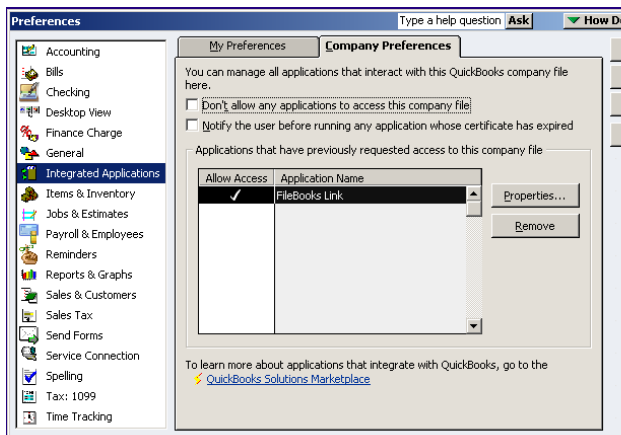 Preferences
Type a help question Ask
How Do
Accounting
Bills
Checking
Desktop View
Finance Charge
General
Integrated Applications
Items & Inventory
Jobs & Estimates
Payroll & Employees
Reminders
Reports & Graphs
Sales & Customers
Sales Tax
Send Forms
Service Connection
Spelling
Tax: 1099
Time Tracking
My Preferences
Company Preferences
You can manage all applications that interact with this QuickBooks company file
here.
Don't allow any applications to access this company file
Notify the user before running any application whose certificate has expired
Applications that have previously requested access to this company file
Allow Access Application Name
FileBooks Link
Properties...
Remove
To learn more about applications that integrate with QuickBooks, go to the
QuickBooks Solutions Marketplace